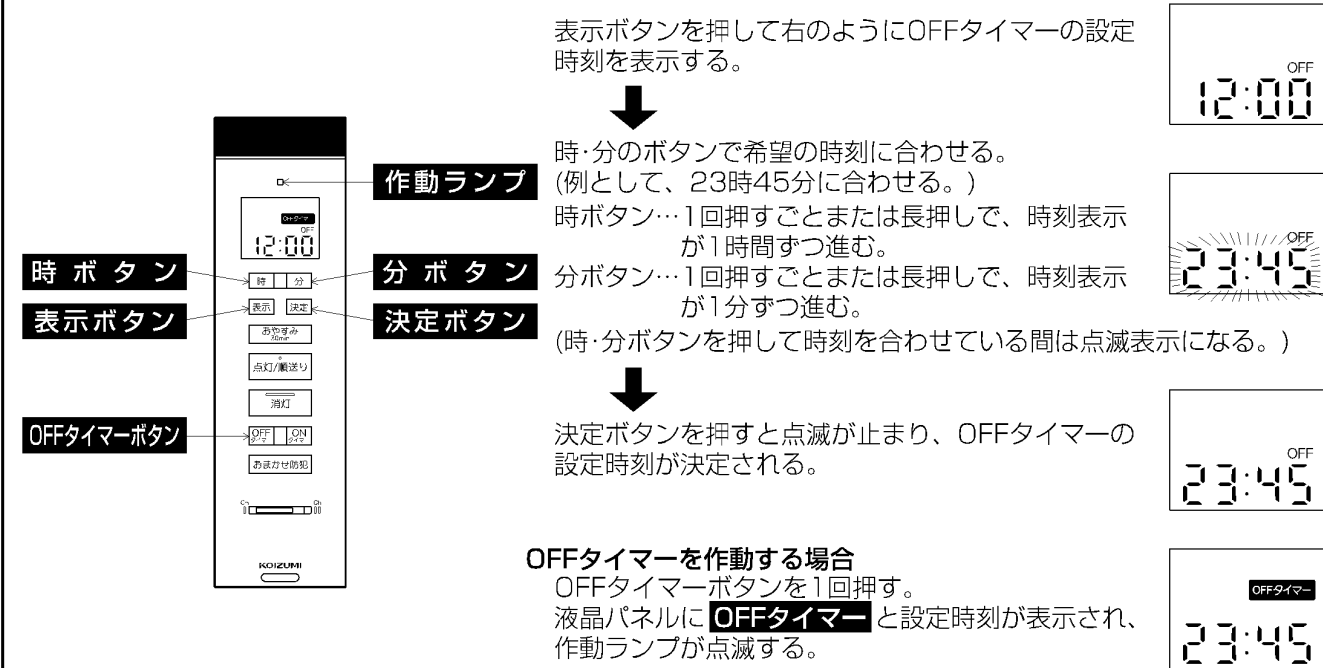 表示ボタンを押して右のようにOFFタイマーの設定
時刻を表示する。
OFF
12:00
時・分のボタンで希望の時刻に合わせる。
(例として、23時45分に合わせる。)
時ボタン…1回押すごとまたは長押しで、時刻表示
が1時間ずつ進む。
分ボタン…1回押すごとまたは長押しで、時刻表示
が1分ずつ進む。
(時・分ボタンを押して時刻を合わせている間は点滅表示になる。)
OFF
23:45
決定ボタンを押すと点滅が止まり、OFFタイマーの
設定時刻が決定される。
OFF
23:45
OFFタイマーを作動する場合
OFFタイマーボタンを1回押す。
液晶パネルにOFFタイマーと設定時刻が表示され、
作動ランプが点滅する。
OFFタイマー
23:45
作動ランプ
時ボタン
分ボタン
表示ボタン
決定ボタン
OFFタイマーボタン
OFFタイマ
OFF
12:00
時 分
表示 決定
おやすみ
30min
点灯/順送り
消灯
OFF ON
タイマ タイマ
おまかせ防犯
Ch Ch
KOIZUMI